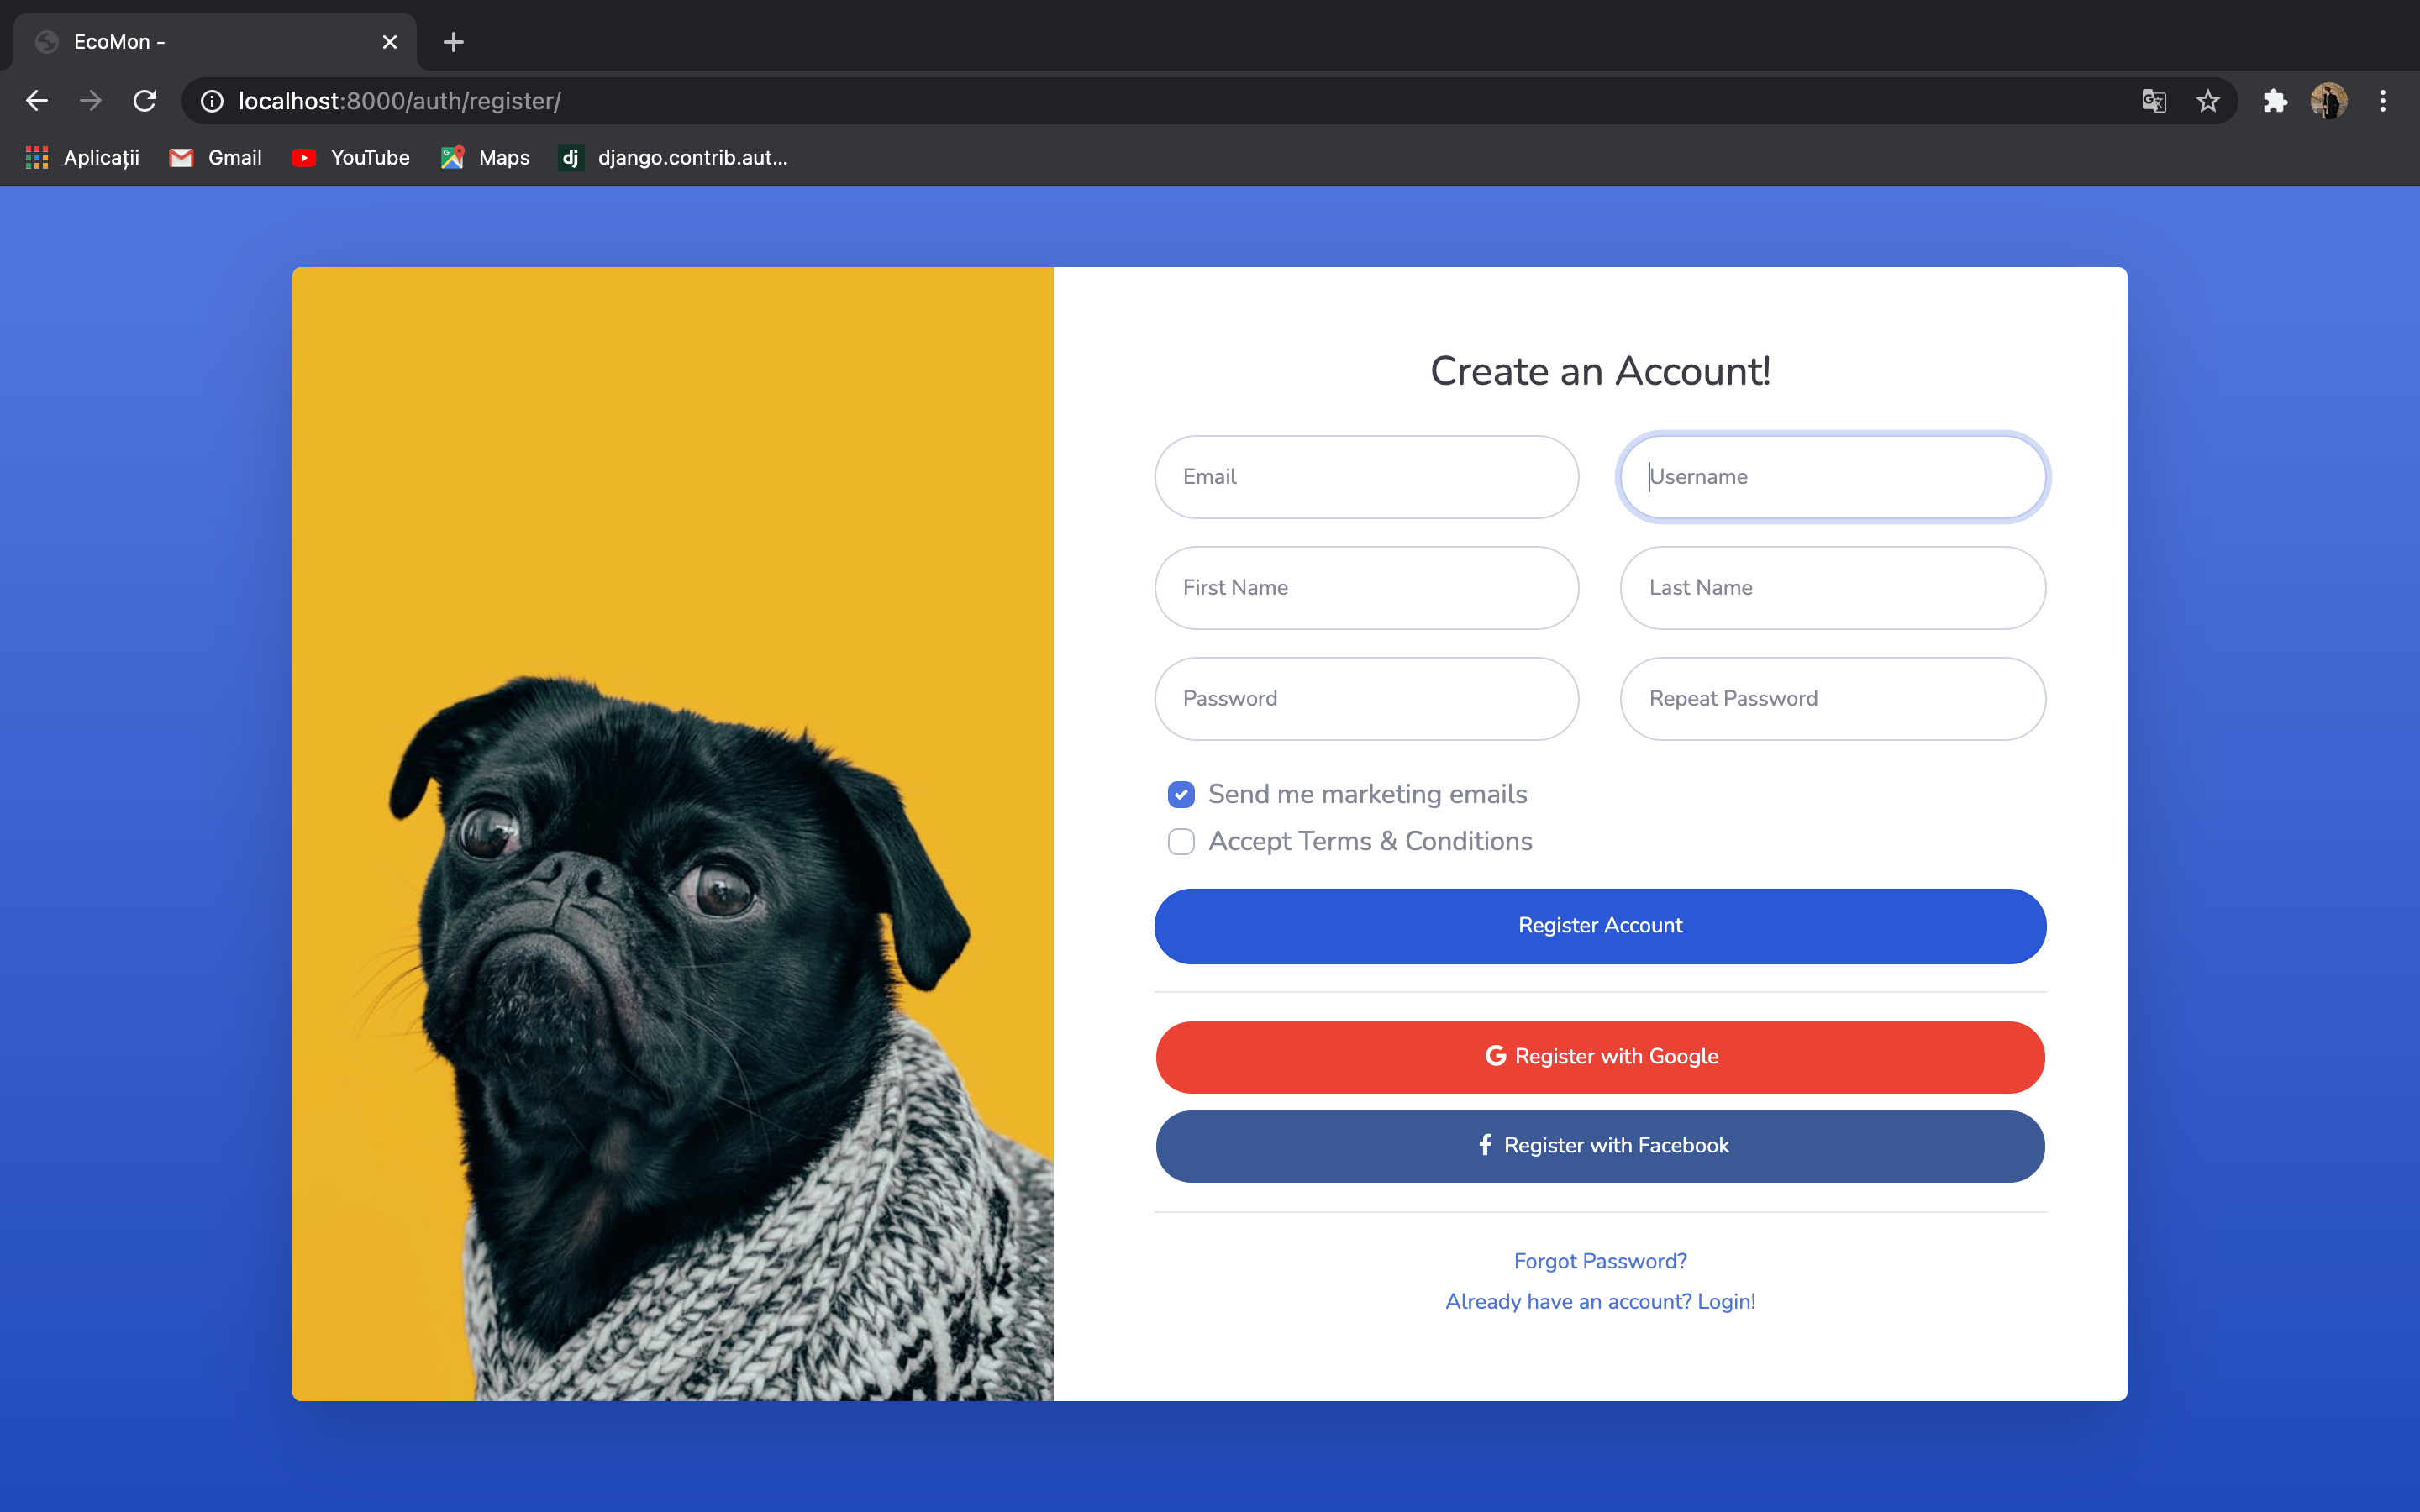 EcoMon -
localhost:8000/auth/register/
Aplicații Gmail YouTube Maps dj django.contrib.aut...
Create an Account!
Email Username
First Name Last Name
Password Repeat Password
Send me marketing emails
Accept Terms & Conditions
Register Account
G Register with Google
f Register with Facebook
Forgot Password?
Already have an account? Login!